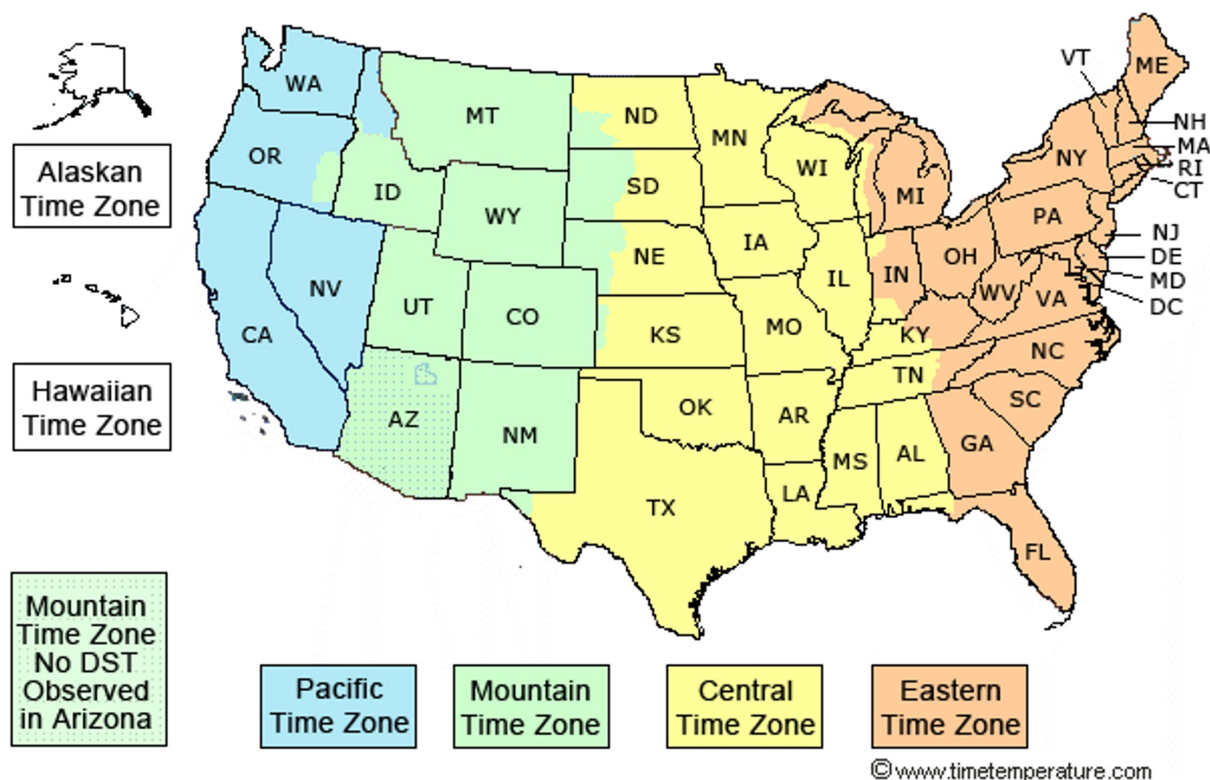 Alaskan
Time Zone
Hawaiian
Time Zone
Mountain
Time Zone
No DST
Observed
in Arizona
WA
OR
CA
NV
ID
MT
WY
UT
CO
AZ
NM
ND
SD
NE
KS
OK
TX
MN
IA
MO
AR
LA
WI
IL
MS
AL
TN
KY
IN
MI
OH
WV
VA
NC
SC
GA
FL
PA
NY
VT
ME
NH
MA
RI
CT
NJ
DE
MD
DC
Pacific
Time Zone
Mountain
Time Zone
Central
Time Zone
Eastern
Time Zone
©www.timetemperature.com